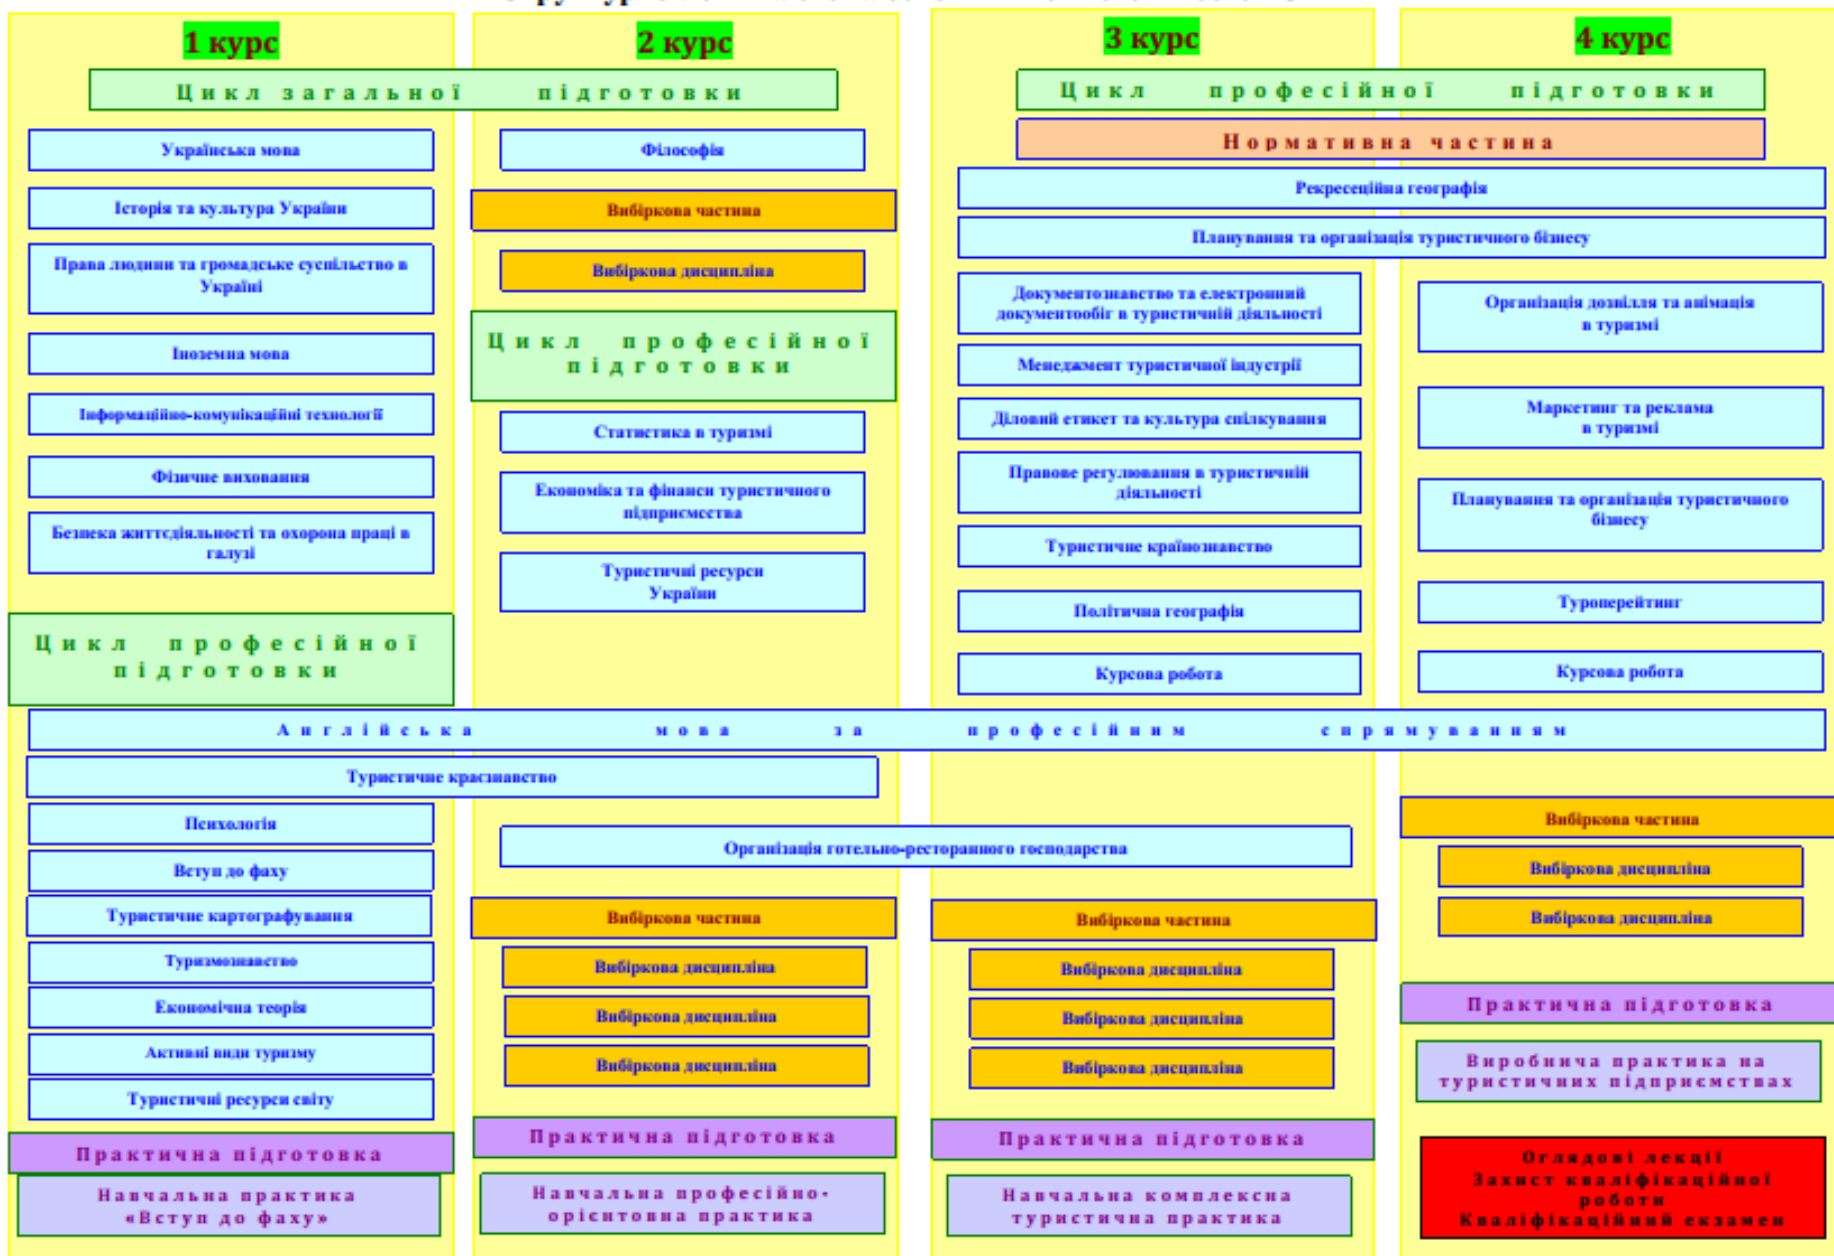 1 курс
Цикл загальної підготовки
Українська мова
Історія та культура України
Права людини та громадське суспільство в
Україні
Іноземна мова
Інформаційно-комунікаційні технології
Фізичне виховання
Безпека життєдіяльності та охорона праці в
галузі
Цикл професійної
підготовки
2 курс
Філософія
Вибіркова частина
Вибіркова дисципліна
Цикл професійної
підготовки
Статистика в туризмі
Економіка та фінанси туристичного
підприємства
Туристичні ресурси
України
3 курс
4 курс
Цикл професійної підготовки
Нормативна частина
Рекресеційна географія
Планування та організація туристичного бізнесу
Документознавство та електронний
документообіг в туристичній діяльності
Менеджмент туристичної індустрії
Діловий етикет та культура спілкування
Правове регулювання в туристичній
діяльності
Туристичне країнознавство
Політична географія
Курсова робота
Організація дозвілля та анімація
в туризмі
Маркетинг та реклама
в туризмі
Планування та організація туристичного
бізнесу
Туроперейтинг
Курсова робота
Англійська мова за професійним спрямуванням
Туристичне краєзнавство
Психологія
Вступ до фаху
Туристичне картографування
Туризмознавство
Економічна теорія
Активні види туризму
Туристичні ресурси світу
Практична підготовка
Навчальна практика
«Вступ до фаху»
Організація готельно-ресторанного господарства
Вибіркова частина
Вибіркова дисципліна
Вибіркова дисципліна
Вибіркова дисципліна
Практична підготовка
Навчальна професійно-
орієнтовна практика
Вибіркова частина
Вибіркова дисципліна
Вибіркова дисципліна
Вибіркова дисципліна
Практична підготовка
Навчальна комплексна
туристична практика
Вибіркова частина
Вибіркова дисципліна
Вибіркова дисципліна
Практична підготовка
Виробнича практика на
туристичних підприємствах
Оглядові лекції
Захист кваліфікаційної
роботи
Кваліфікаційний екзамен